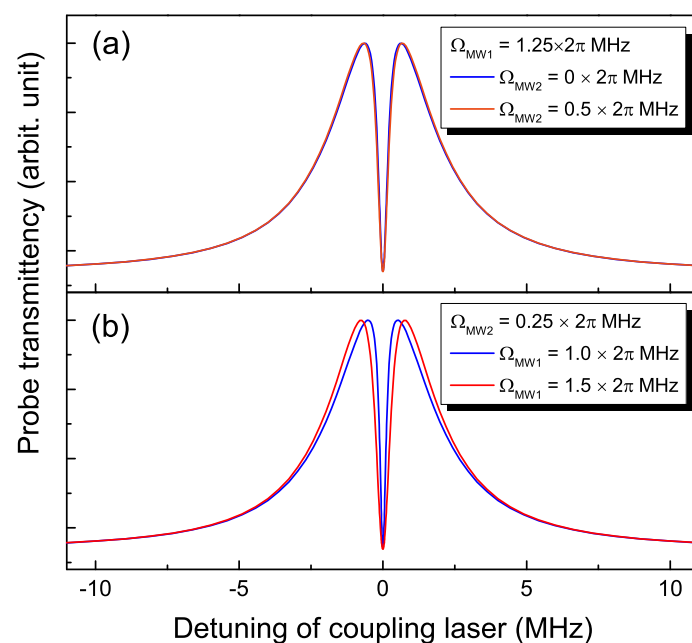 (a)
Ω_MW1 = 1.25×2π MHz
Ω_MW2 = 0 × 2π MHz
Ω_MW2 = 0.5 × 2π MHz
Probe transmittency (arbit. unit)
(b)
Ω_MW2 = 0.25 × 2π MHz
Ω_MW1 = 1.0 × 2π MHz
Ω_MW1 = 1.5 × 2π MHz
-10 -5 0 5 10
Detuning of coupling laser (MHz)